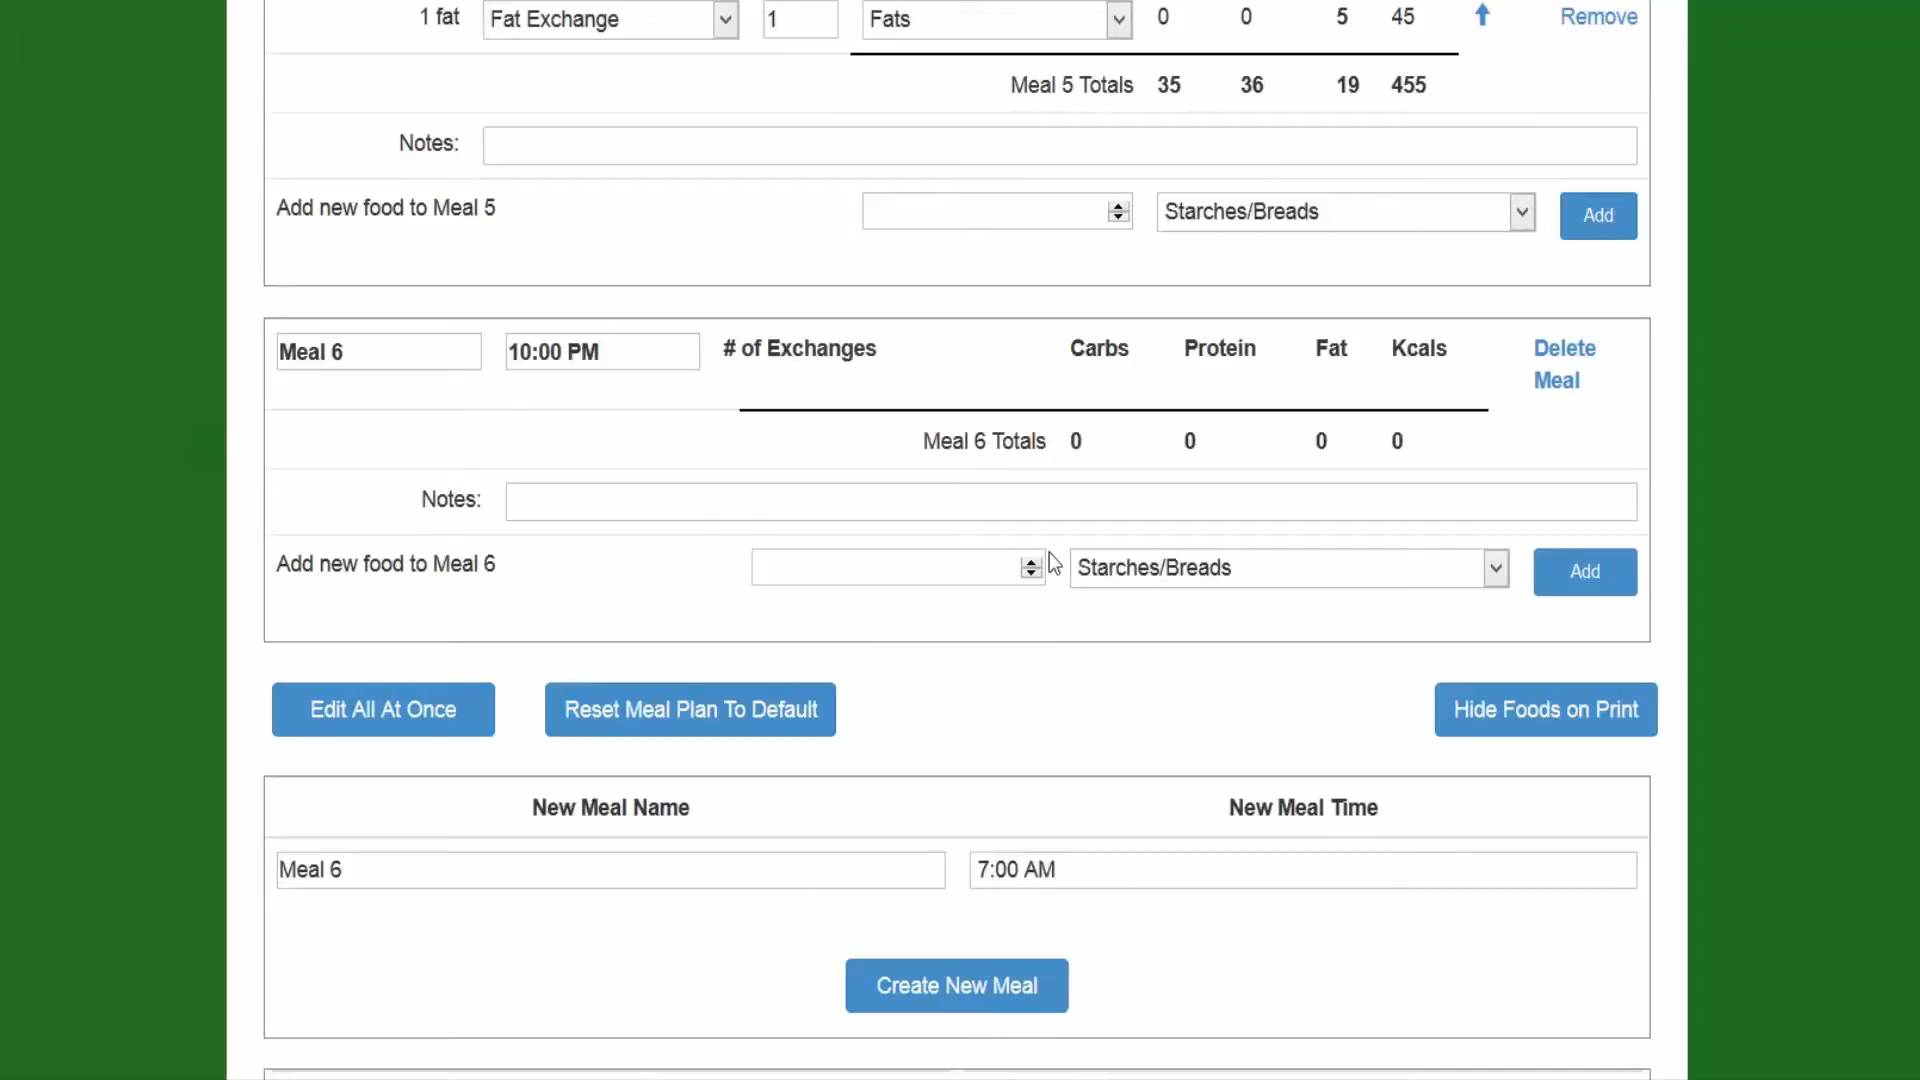 1 fat Fat Exchange 1 Fats 0 0 5 45 Remove
Meal 5 Totals 35 36 19 455
Notes:
Add new food to Meal 5 Starches/Breads Add
Meal 6 10:00 PM # of Exchanges Carbs Protein Fat Kcals Delete
Meal
Meal 6 Totals 0 0 0 0
Notes:
Add new food to Meal 6 Starches/Breads Add
Edit All At Once Reset Meal Plan To Default Hide Foods on Print
New Meal Name New Meal Time
Meal 6 7:00 AM
Create New Meal